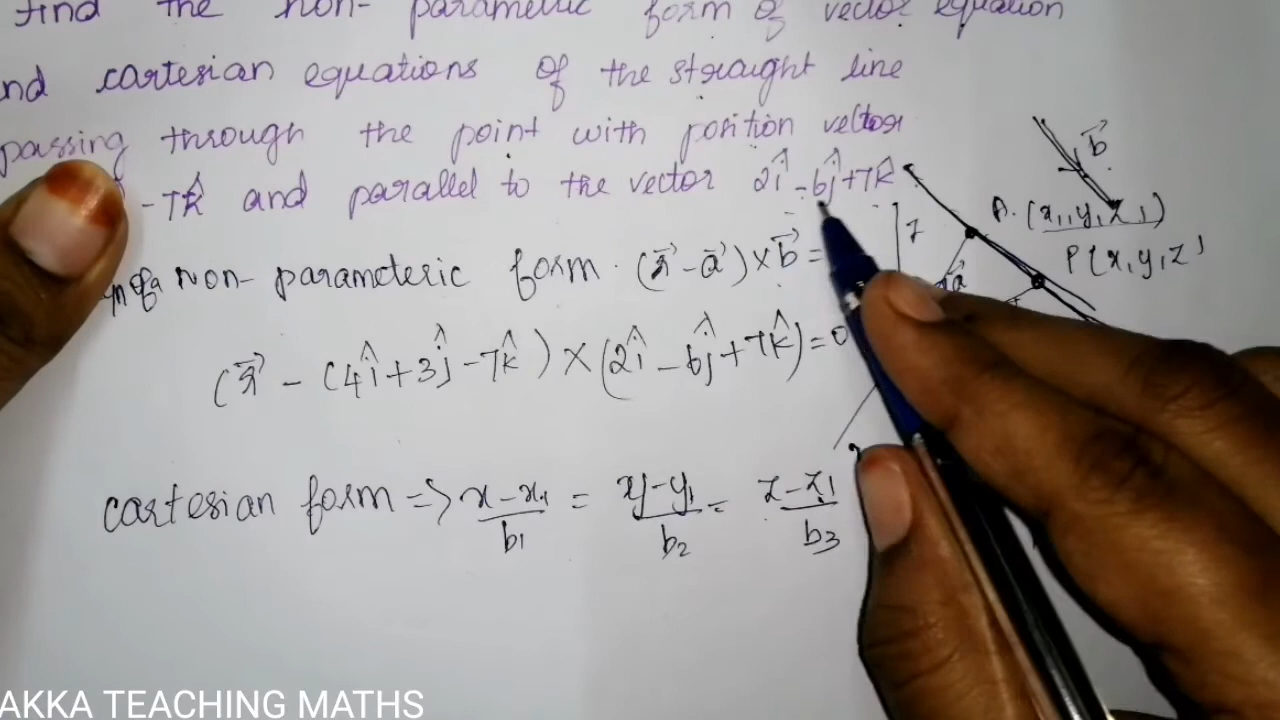 find the non-parametric form of vector equation
nd cartesian equations of the straight line
passing through the point with position vector
-7k̂ and parallel to the vector 2î - 6ĵ + 7k̂
Non-parameteric form. (r⃗ - a⃗) × b⃗ =
(r⃗ - (4î + 3ĵ - 7k̂) × (2î - 6ĵ + 7k̂) = 0
cartesian form => x-x₁/b₁ = y-y₁/b₂ = z-z₁/b₃
b⃗
A. (x₁, y₁, z₁)
P(x, y, z)
z
a⃗
AKKA TEACHING MATHS